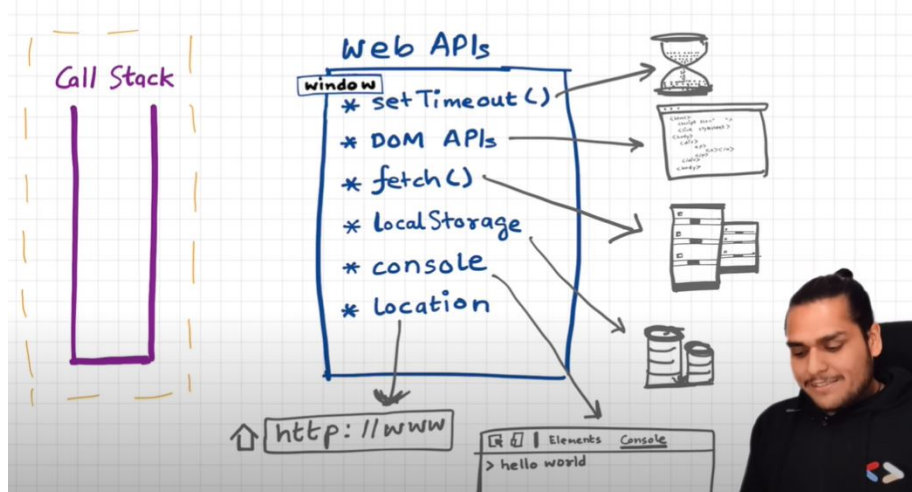 Call Stack
Web APIs
window
* setTimeout()
* DOM APIs
* fetch()
* localStorage
* console
* location
http://www
Elements Console
> hello world